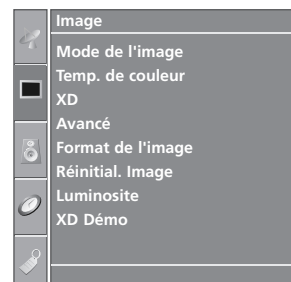 Image
Mode de l'image
Temp. de couleur
XD
Avancé
Format de l'image
Réinitial. Image
Luminosite
XD Démo